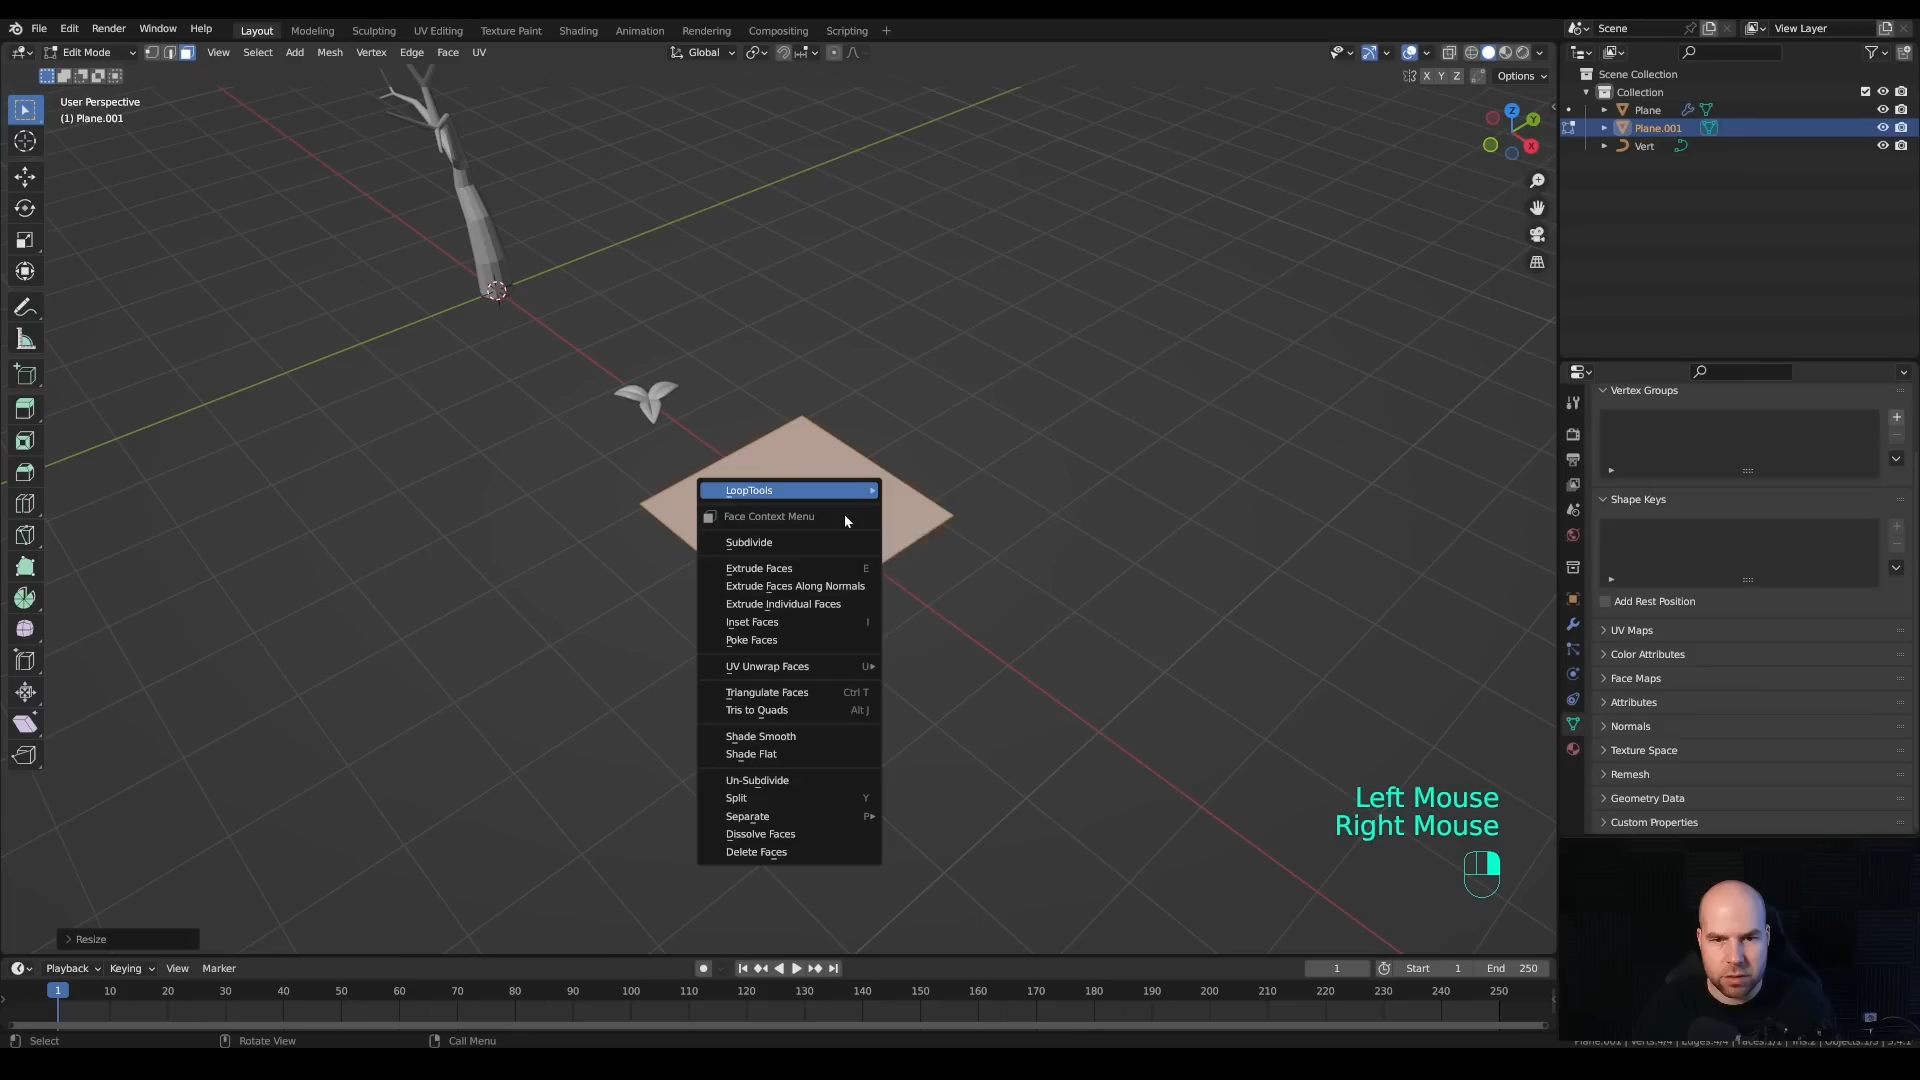 File Edit Render Window Help Layout Modeling Sculpting UV Editing Texture Paint Shading Animation Rendering Compositing Scripting +
Scene View Layer
Edit Mode View Select Add Mesh Vertex Edge Face UV Global
X Y Z Options
User Perspective
(1) Plane.001
Z
Y
X
Scene Collection
Collection
Plane
Plane.001
Vert
Vertex Groups
Shape Keys
Add Rest Position
UV Maps
Color Attributes
Face Maps
Attributes
Normals
Texture Space
Remesh
Geometry Data
Custom Properties
LoopTools
Face Context Menu
Subdivide
Extrude Faces E
Extrude Faces Along Normals
Extrude Individual Faces
Inset Faces I
Poke Faces
UV Unwrap Faces U
Triangulate Faces Ctrl T
Tris to Quads Alt J
Shade Smooth
Shade Flat
Un-Subdivide
Split Y
Separate P
Dissolve Faces
Delete Faces
Left Mouse
Right Mouse
Resize
Playback Keying View Marker 1 Start 1 End 250
1 10 20 30 40 50 60 70 80 90 100 110 120 130 140 150 160 170 180 190 200 210 220 230 240 250
Select Rotate View Call Menu